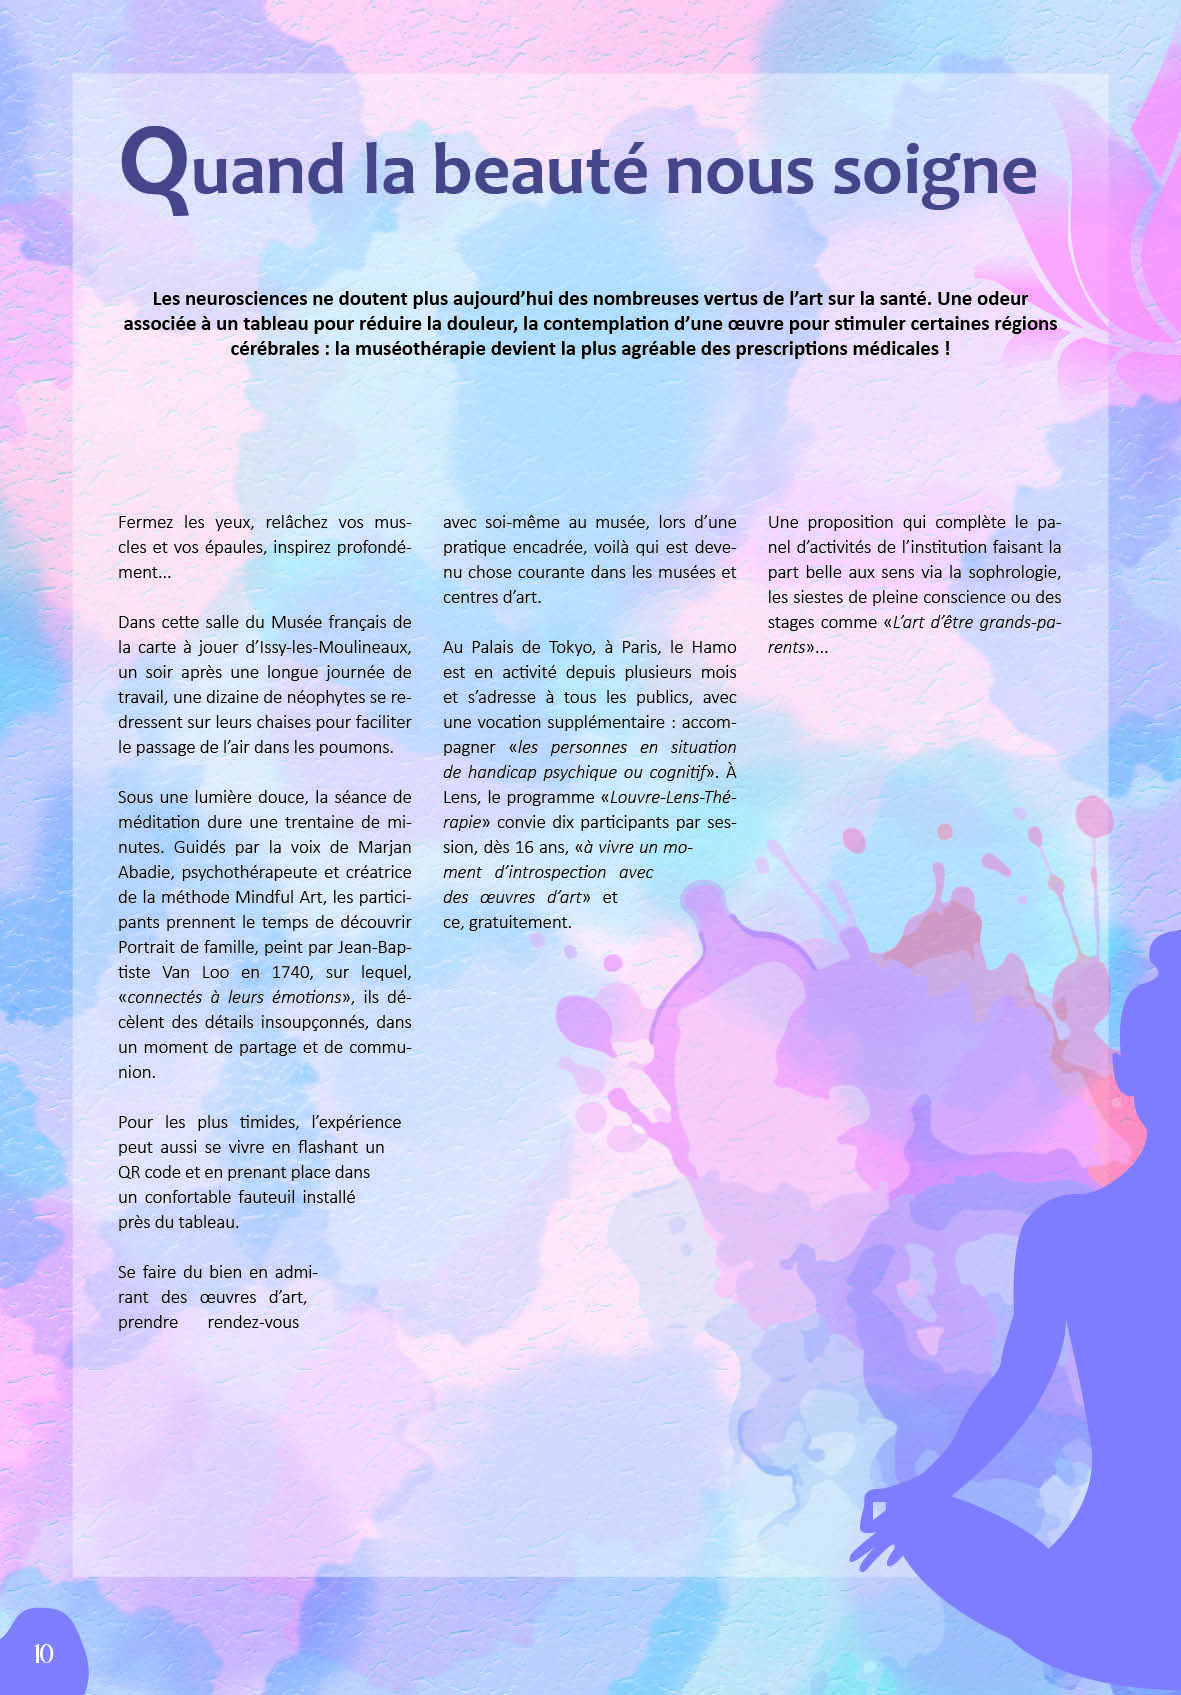 Quand la beauté nous soigne
Les neurosciences ne doutent plus aujourd’hui des nombreuses vertus de l’art sur la santé. Une odeur
associée à un tableau pour réduire la douleur, la contemplation d’une œuvre pour stimuler certaines régions
cérébrales : la muséothérapie devient la plus agréable des prescriptions médicales !
Fermez les yeux, relâchez vos mus-
cles et vos épaules, inspirez profondé-
ment...
Dans cette salle du Musée français de
la carte à jouer d’Issy-les-Moulineaux,
un soir après une longue journée de
travail, une dizaine de néophytes se re-
dressent sur leurs chaises pour faciliter
le passage de l’air dans les poumons.
Sous une lumière douce, la séance de
méditation dure une trentaine de mi-
nutes. Guidés par la voix de Marjan
Abadie, psychothérapeute et créatrice
de la méthode Mindful Art, les partici-
pants prennent le temps de découvrir
Portrait de famille, peint par Jean-Bap-
tiste Van Loo en 1740, sur lequel,
«connectés à leurs émotions», ils dé-
cèlent des détails insoupçonnés, dans
un moment de partage et de commu-
nion.
Pour les plus timides, l’expérience
peut aussi se vivre en flashant un
QR code et en prenant place dans
un confortable fauteuil installé
près du tableau.
Se faire du bien en admi-
rant des œuvres d’art,
prendre rendez-vous
avec soi-même au musée, lors d’une
pratique encadrée, voilà qui est deve-
nu chose courante dans les musées et
centres d’art.
Au Palais de Tokyo, à Paris, le Hamo
est en activité depuis plusieurs mois
et s’adresse à tous les publics, avec
une vocation supplémentaire : accom-
pagner «les personnes en situation
de handicap psychique ou cognitif». À
Lens, le programme «Louvre-Lens-Thé-
rapie» convie dix participants par ses-
sion, dès 16 ans, «à vivre un mo-
ment d’introspection avec
des œuvres d’art» et
ce, gratuitement.
Une proposition qui complète le pa-
nel d’activités de l’institution faisant la
part belle aux sens via la sophrologie,
les siestes de pleine conscience ou des
stages comme «L’art d’être grands-pa-
rents»...
10